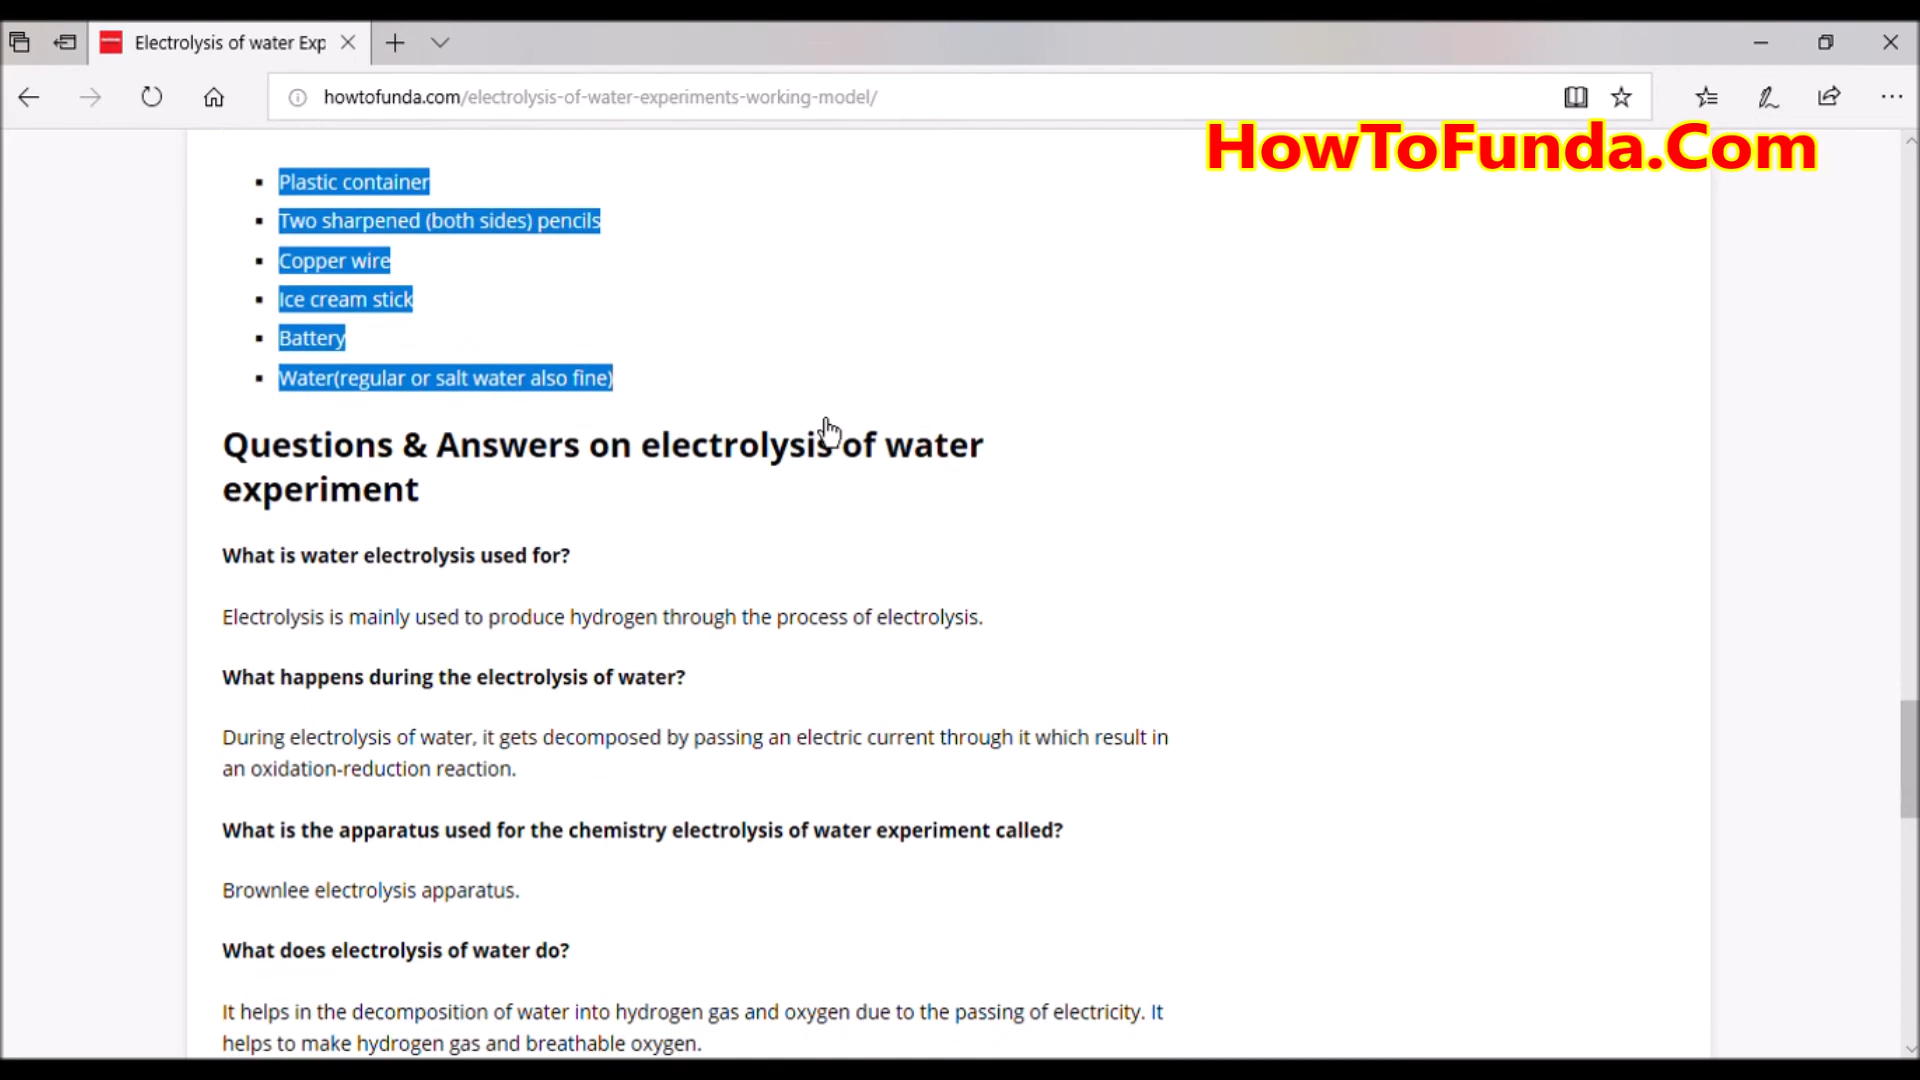 Electrolysis of water Exp
howtofunda.com/electrolysis-of-water-experiments-working-model/
HowToFunda.Com
Plastic container
Two sharpened (both sides) pencils
Copper wire
Ice cream stick
Battery
Water(regular or salt water also fine)
Questions & Answers on electrolysis of water
experiment
What is water electrolysis used for?
Electrolysis is mainly used to produce hydrogen through the process of electrolysis.
What happens during the electrolysis of water?
During electrolysis of water, it gets decomposed by passing an electric current through it which result in
an oxidation-reduction reaction.
What is the apparatus used for the chemistry electrolysis of water experiment called?
Brownlee electrolysis apparatus.
What does electrolysis of water do?
It helps in the decomposition of water into hydrogen gas and oxygen due to the passing of electricity. It
helps to make hydrogen gas and breathable oxygen.